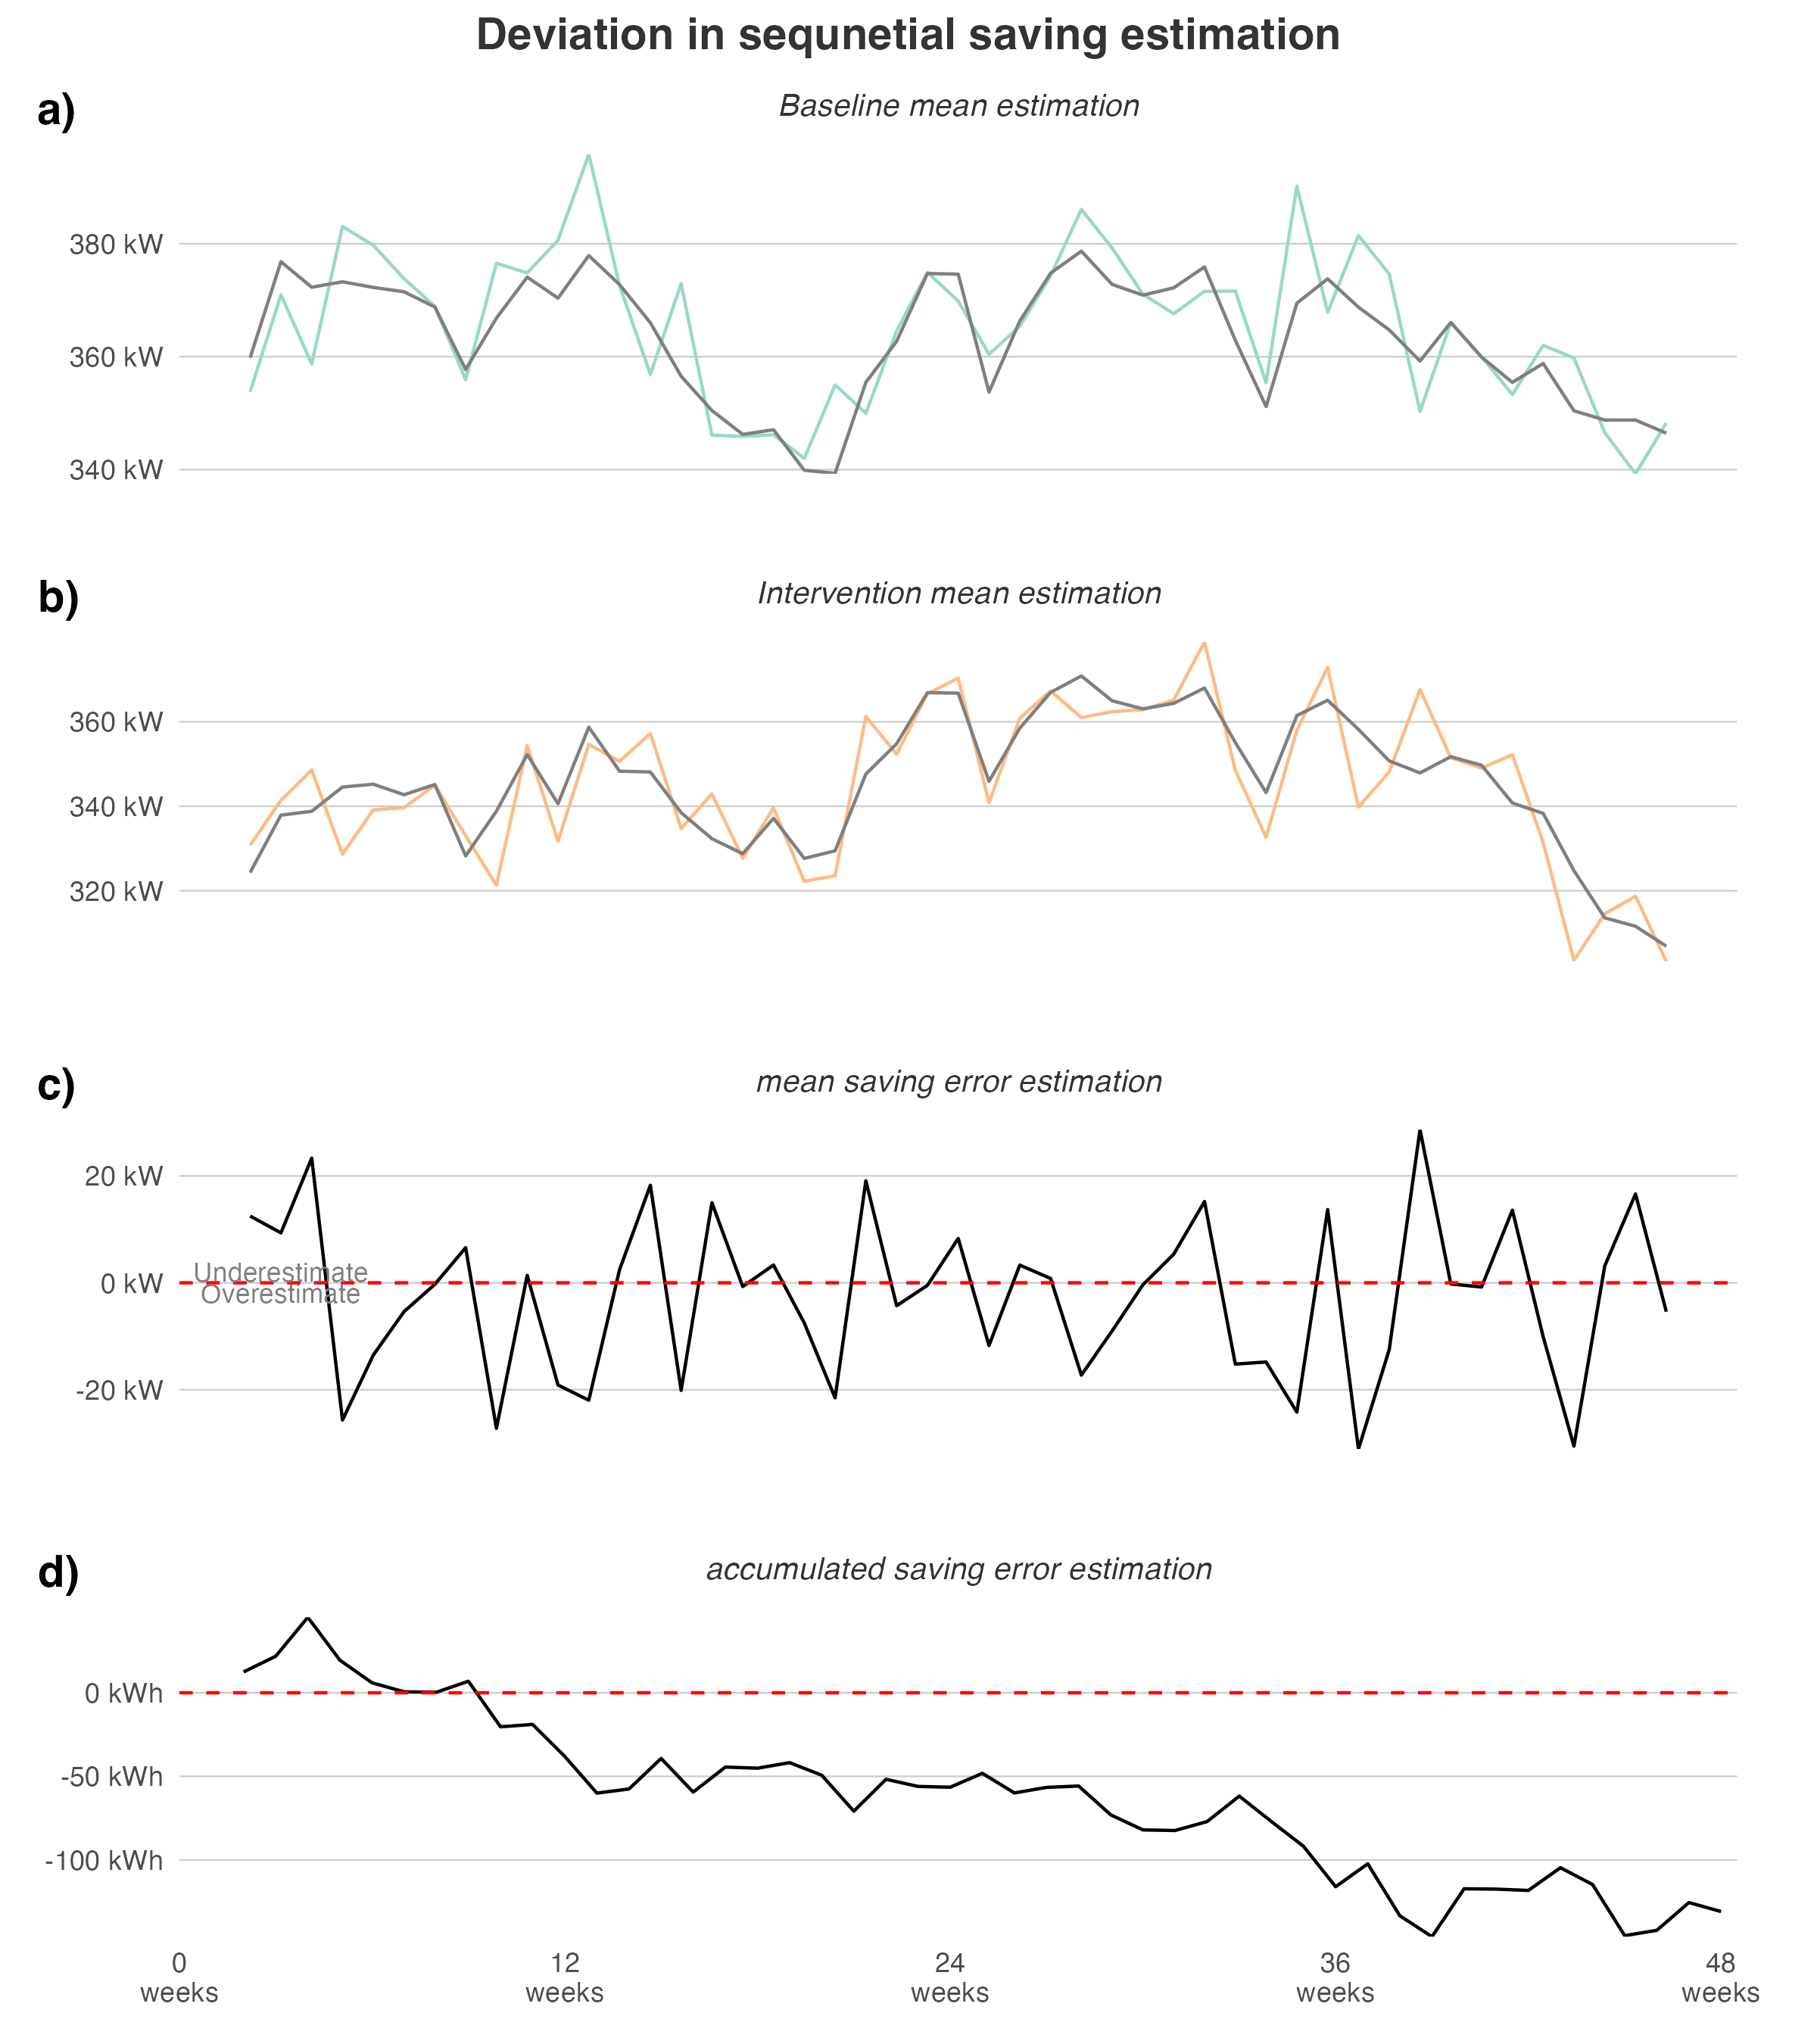 Deviation in sequnetial saving estimation
a)
Baseline mean estimation
380 kW
360 kW
340 kW
b)
Intervention mean estimation
360 kW
340 kW
320 kW
c)
mean saving error estimation
20 kW
Underestimate
0 kW
Overestimate
-20 kW
d)
accumulated saving error estimation
0 kWh
-50 kWh
-100 kWh
0 12 24 36 48
weeks weeks weeks weeks weeks